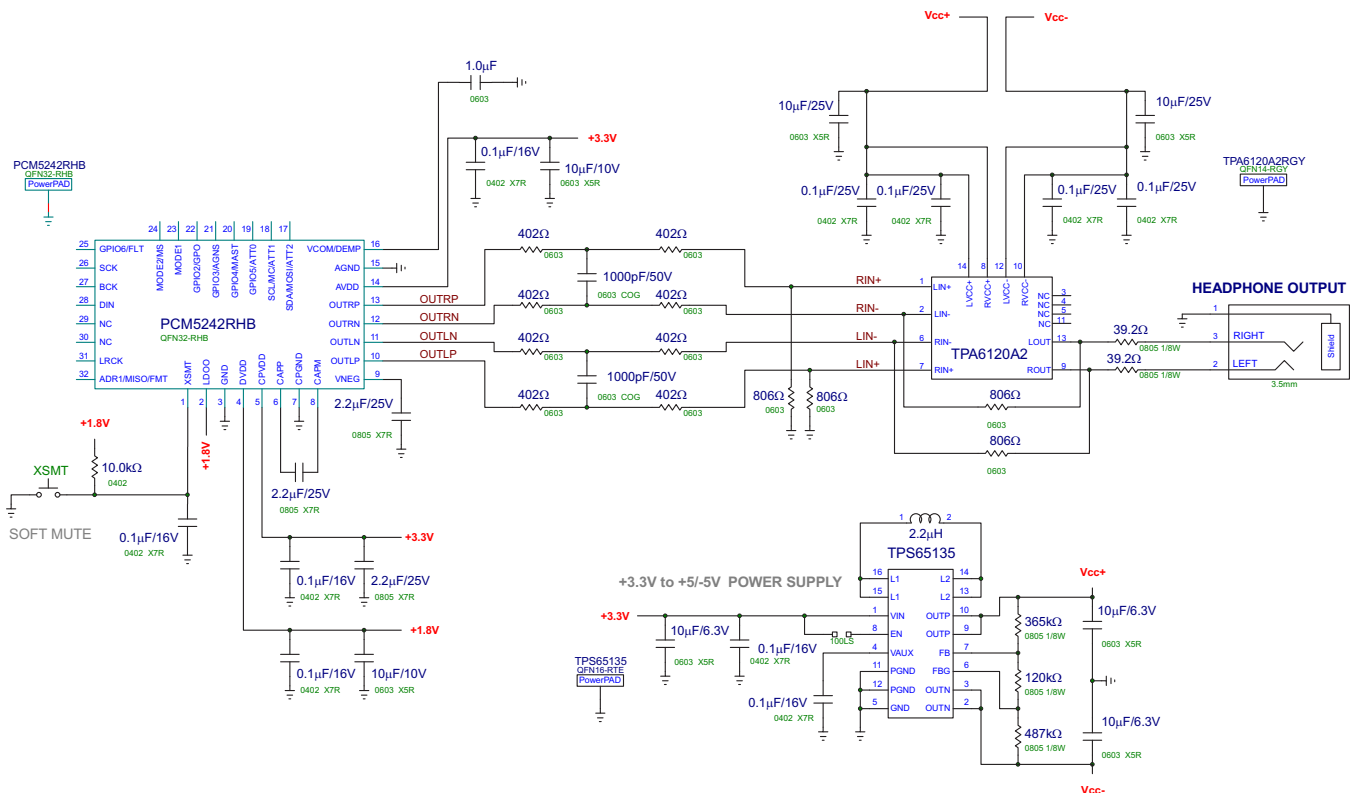 Vcc+
Vcc-
1.0µF
0603
10µF/25V
0603 X5R
10µF/25V
0603 X5R
+3.3V
0.1µF/16V
0402 X7R
10µF/10V
0603 X5R
PCM5242RHB
QFN32-RHB
PowerPAD
TPA6120A2RGY
QFN14-RGY
PowerPAD
0.1µF/25V
0402 X7R
0.1µF/25V
0402 X7R
0.1µF/25V
0402 X7R
0.1µF/25V
0402 X7R
24
23
22
21
20
19
18
17
MODE2/MS
MODE1
GPIO2/GPO
GPIO3/AGNS
GPIO4/MAST
GPIO5/ATT0
SCL/MC/ATT1
SDA/MOSI/ATT2
25 GPIO6/FLT
26 SCK
27 BCK
28 DIN
29 NC
30 NC
31 LRCK
32 ADR1/MISO/FMT
VCOM/DEMP 16
AGND 15
AVDD 14
OUTRP 13
OUTRN 12
OUTLN 11
OUTLP 10
VNEG 9
PCM5242RHB
QFN32-RHB
XSMT
LDOO
GND
DVDD
CPVDD
CAPP
CPGND
CAPM
1
2
3
4
5
6
7
8
OUTRP
OUTRN
OUTLN
OUTLP
402Ω
0603
402Ω
0603
1000pF/50V
0603 COG
402Ω
0603
402Ω
0603
402Ω
0603
402Ω
0603
1000pF/50V
0603 COG
402Ω
0603
402Ω
0603
RIN+
RIN-
LIN-
LIN+
806Ω
0603
806Ω
0603
14
8
12
10
LVCC+
RVCC+
LVCC-
RVCC-
1 LIN+
2 LIN-
6 RIN-
7 RIN+
NC 3
NC 4
NC 5
NC 11
LOUT 13
ROUT 9
TPA6120A2
39.2Ω
0805 1/8W
39.2Ω
0805 1/8W
806Ω
0603
806Ω
0603
HEADPHONE OUTPUT
1
3 RIGHT
2 LEFT
Shield
3.5mm
2.2µF/25V
0805 X7R
+1.8V
10.0kΩ
0402
+1.8V
XSMT
SOFT MUTE
0.1µF/16V
0402 X7R
2.2µF/25V
0805 X7R
+3.3V
0.1µF/16V
0402 X7R
2.2µF/25V
0805 X7R
+1.8V
0.1µF/16V
0402 X7R
10µF/10V
0603 X5R
+3.3V to +5/-5V POWER SUPPLY
1
2
2.2µH
TPS65135
16 L1
15 L1
1 VIN
8 EN
4 VAUX
11 PGND
12 PGND
5 GND
L2 14
L2 13
OUTP 10
OUTP 9
FB 7
FBG 6
OUTN 3
OUTN 2
+3.3V
10µF/6.3V
0603 X5R
0.1µF/16V
0402 X7R
100LS
0.1µF/16V
0402 X7R
TPS65135
QFN16-RTE
PowerPAD
Vcc+
365kΩ
0805 1/8W
120kΩ
0805 1/8W
487kΩ
0805 1/8W
10µF/6.3V
0603 X5R
10µF/6.3V
0603 X5R
Vcc-